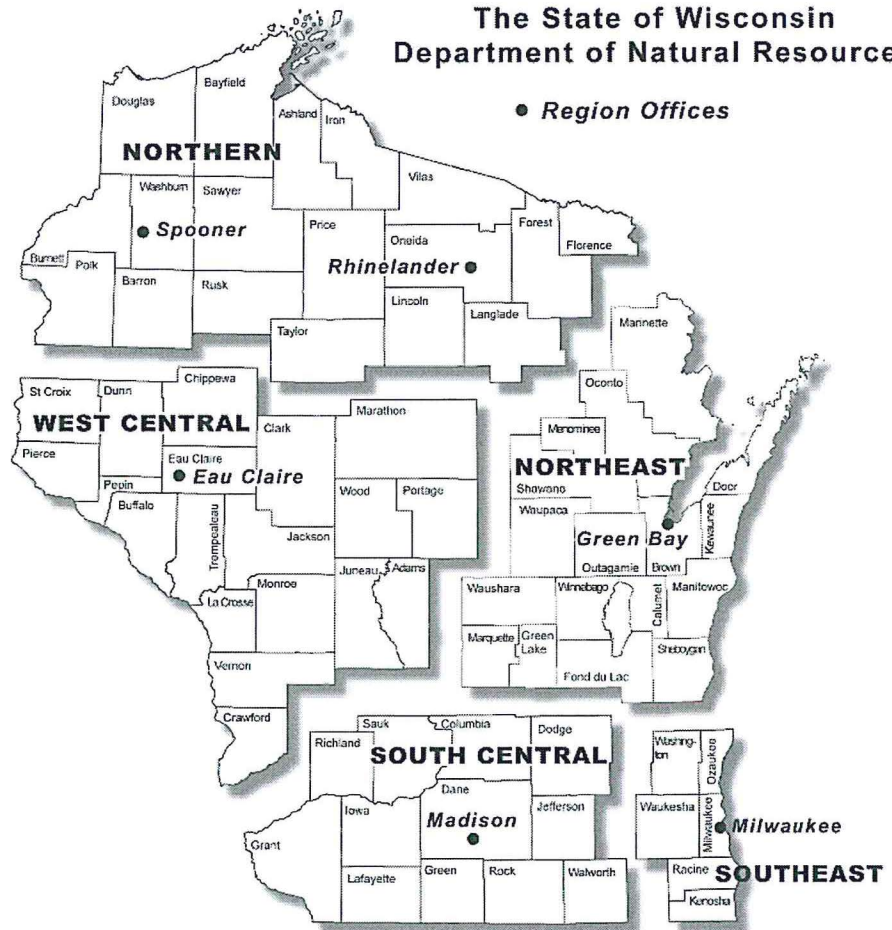 The State of Wisconsin
Department of Natural Resource
Region Offices
Douglas
Bayfield
Ashland
Iron
NORTHERN
Vilas
Washburn
Sawyer
Spooner
Price
Oneida
Forest
Florence
Rhinelander
Burnett
Polk
Barron
Rusk
Lincoln
Langlade
Taylor
Marinette
Oconto
Chippewa
St Croix
Dunn
WEST CENTRAL
Clark
Marathon
Menominee
Pierce
Eau Claire
Eau Claire
NORTHEAST
Pepin
Buffalo
Wood
Portage
Shawano
Waupaca
Door
Kewaunee
Trempealeau
Green Bay
Jackson
Outagamie
Brown
Monroe
Juneau
Adams
Waushara
Winnebago
Calumet
Manitowoc
La Crosse
Marquette
Green
Lake
Sheboygan
Vernon
Fond du Lac
Crawford
Sauk
Columbia
Dodge
Richland
SOUTH CENTRAL
Washing-
ton
Ozaukee
Dane
Iowa
Jefferson
Waukesha
Milwaukee
Grant
Madison
Milwaukee
Lafayette
Green
Rock
Walworth
Racine
SOUTHEAST
Kenosha